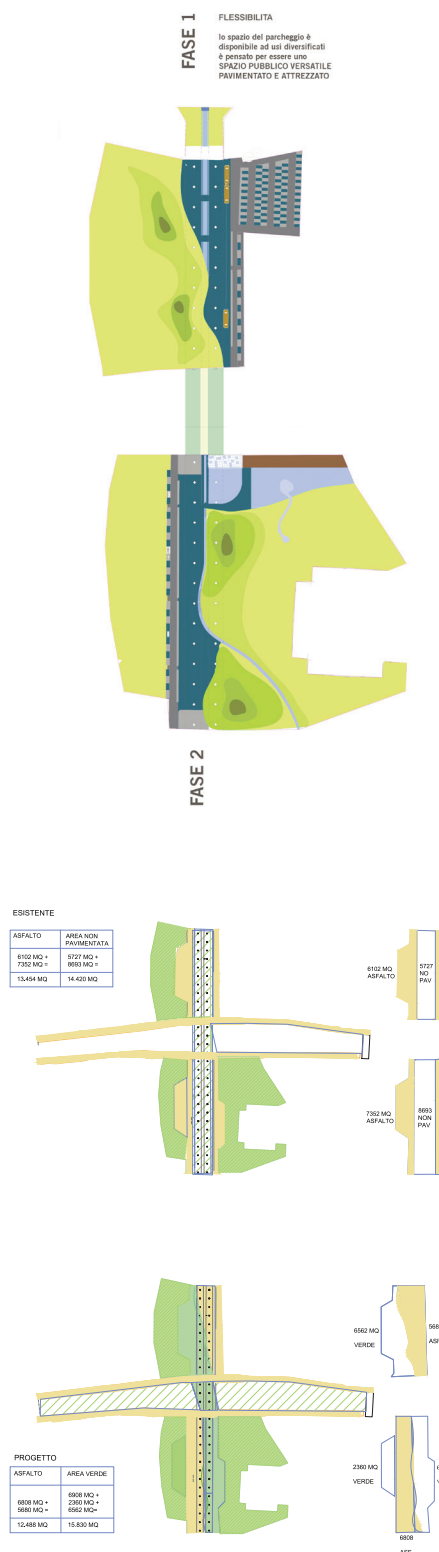 FASE 1
FLESSIBILITA
lo spazio del parcheggio è
disponibile ad usi diversificati
è pensato per essere uno
SPAZIO PUBBLICO VERSATILE
PAVIMENTATO E ATTREZZATO
FASE 2
ESISTENTE
ASFALTO
AREA NON
PAVIMENTATA
6102 MQ +
7352 MQ =
5727 MQ +
8693 MQ =
13.454 MQ
14.420 MQ
6102 MQ
ASFALTO
5727
NO
PAV
7352 MQ
ASFALTO
8693
NON
PAV
6562 MQ
VERDE
568
2360 MQ
VERDE
6808
PROGETTO
ASFALTO
AREA VERDE
6808 MQ +
5680 MQ =
6908 MQ +
2360 MQ +
6562 MQ=
12.488 MQ
15.830 MQ